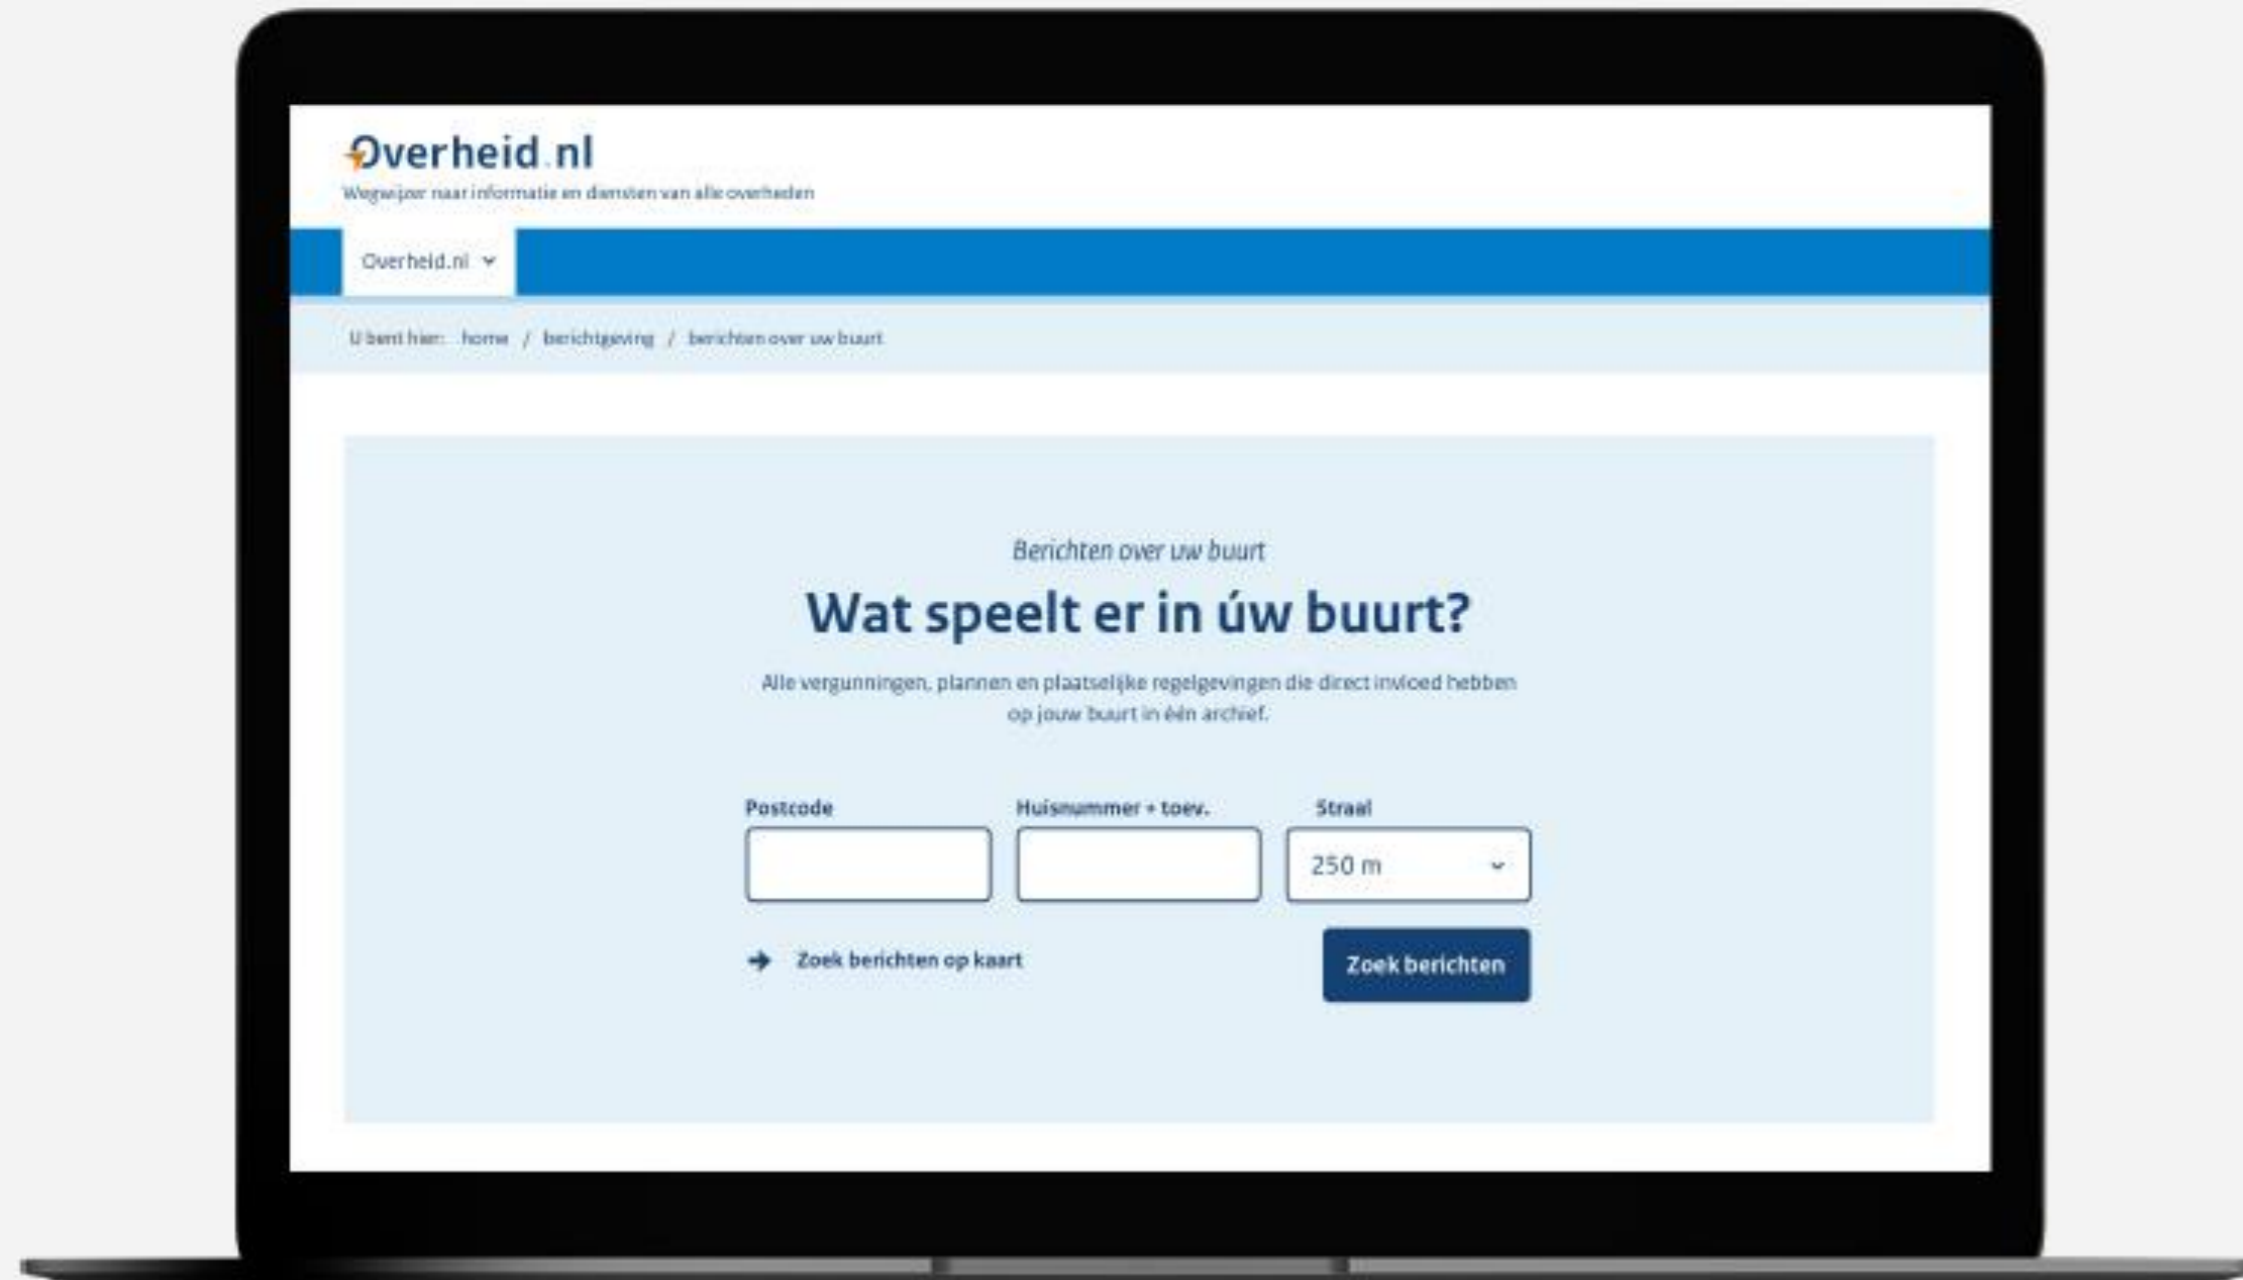 Overheid.nl
Wegwijzer naar informatie en diensten van alle overheden
Overheid.nl
U bent hier: home / berichtgeving / berichten over uw buurt
Berichten over uw buurt
Wat speelt er in úw buurt?
Alle vergunningen, plannen en plaatselijke regelgevingen die direct invloed hebben
op jouw buurt in één archief.
Postcode Huisnummer + toev. Straal
250 m
Zoek berichten op kaart Zoek berichten